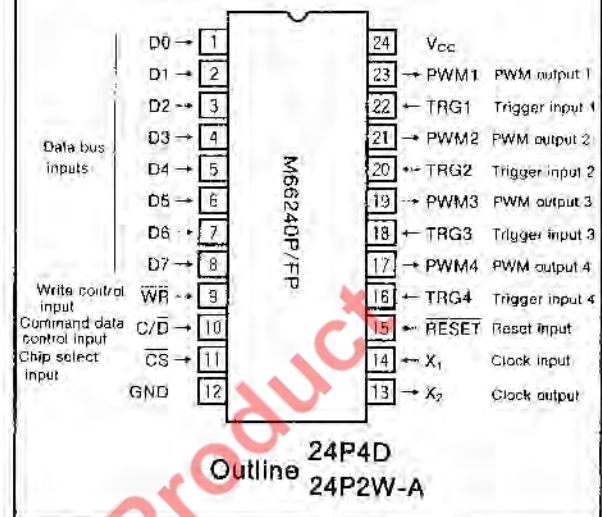 D0 → 1
D1 → 2
D2 → 3
D3 → 4
D4 → 5
D5 → 6
D6 → 7
D7 → 8
Data bus
inputs
Write control
input
W̅R̅ → 9
Command data
control input
C/D̅ → 10
Chip select
input
C̅S̅ → 11
GND 12
M66240P/FP
24 Vcc
23 → PWM1 PWM output 1
22 ← TRG1 Trigger input 1
21 → PWM2 PWM output 2
20 ← TRG2 Trigger input 2
19 → PWM3 PWM output 3
18 ← TRG3 Trigger input 3
17 → PWM4 PWM output 4
16 ← TRG4 Trigger input 4
15 ← R̅E̅S̅E̅T̅ Reset input
14 ← X₁ Clock input
13 → X₂ Clock output
Outline 24P4D
24P2W-A
Product